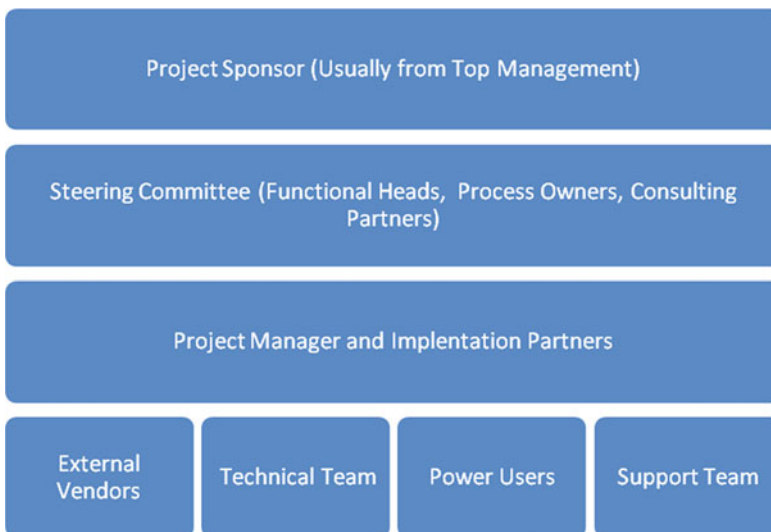 Project Sponsor (Usually from Top Management)
Steering Committee (Functional Heads, Process Owners, Consulting
Partners)
Project Manager and Implentation Partners
External
Vendors
Technical Team
Power Users
Support Team